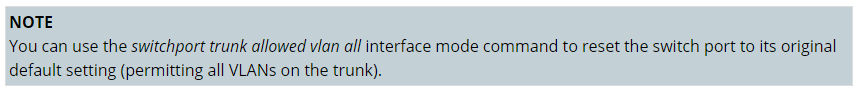 NOTE
You can use the switchport trunk allowed vlan all interface mode command to reset the switch port to its original
default setting (permitting all VLANs on the trunk).